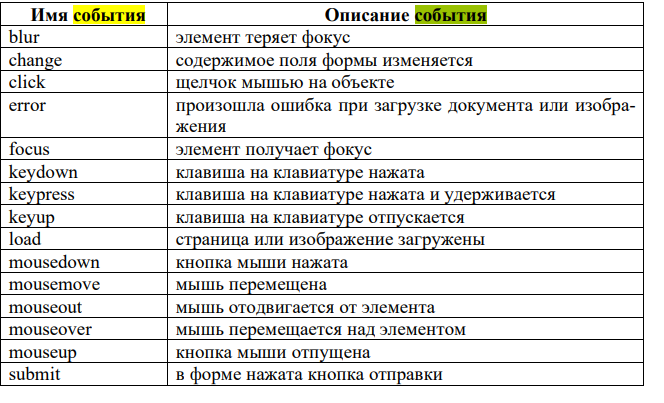 Имя события Описание события
blur элемент теряет фокус
change содержимое поля формы изменяется
click щелчок мышью на объекте
error произошла ошибка при загрузке документа или изобра-
жения
focus элемент получает фокус
keydown клавиша на клавиатуре нажата
keypress клавиша на клавиатуре нажата и удерживается
keyup клавиша на клавиатуре отпускается
load страница или изображение загружены
mousedown кнопка мыши нажата
mousemove мышь перемещена
mouseout мышь отодвигается от элемента
mouseover мышь перемещается над элементом
mouseup кнопка мыши отпущена
submit в форме нажата кнопка отправки